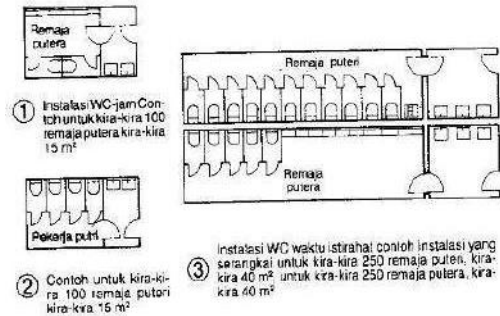 Remaja
putera
① Instalasi WC-jam Con-
toh untuk kira-kira 100
remaja putera kira-kira
15 m²
Pekerja putri
② Contoh untuk kira-ki-
ra 100 remaja puteri
kira-kira 15 m²
Remaja puteri
Remaja
putera
③ Instalasi WC waktu istirahat contoh instalasi yang
serangkai untuk kira-kira 250 remaja puteri, kira-
kira 40 m² untuk kira-kira 250 remaja putera, kira-
kira 40 m²